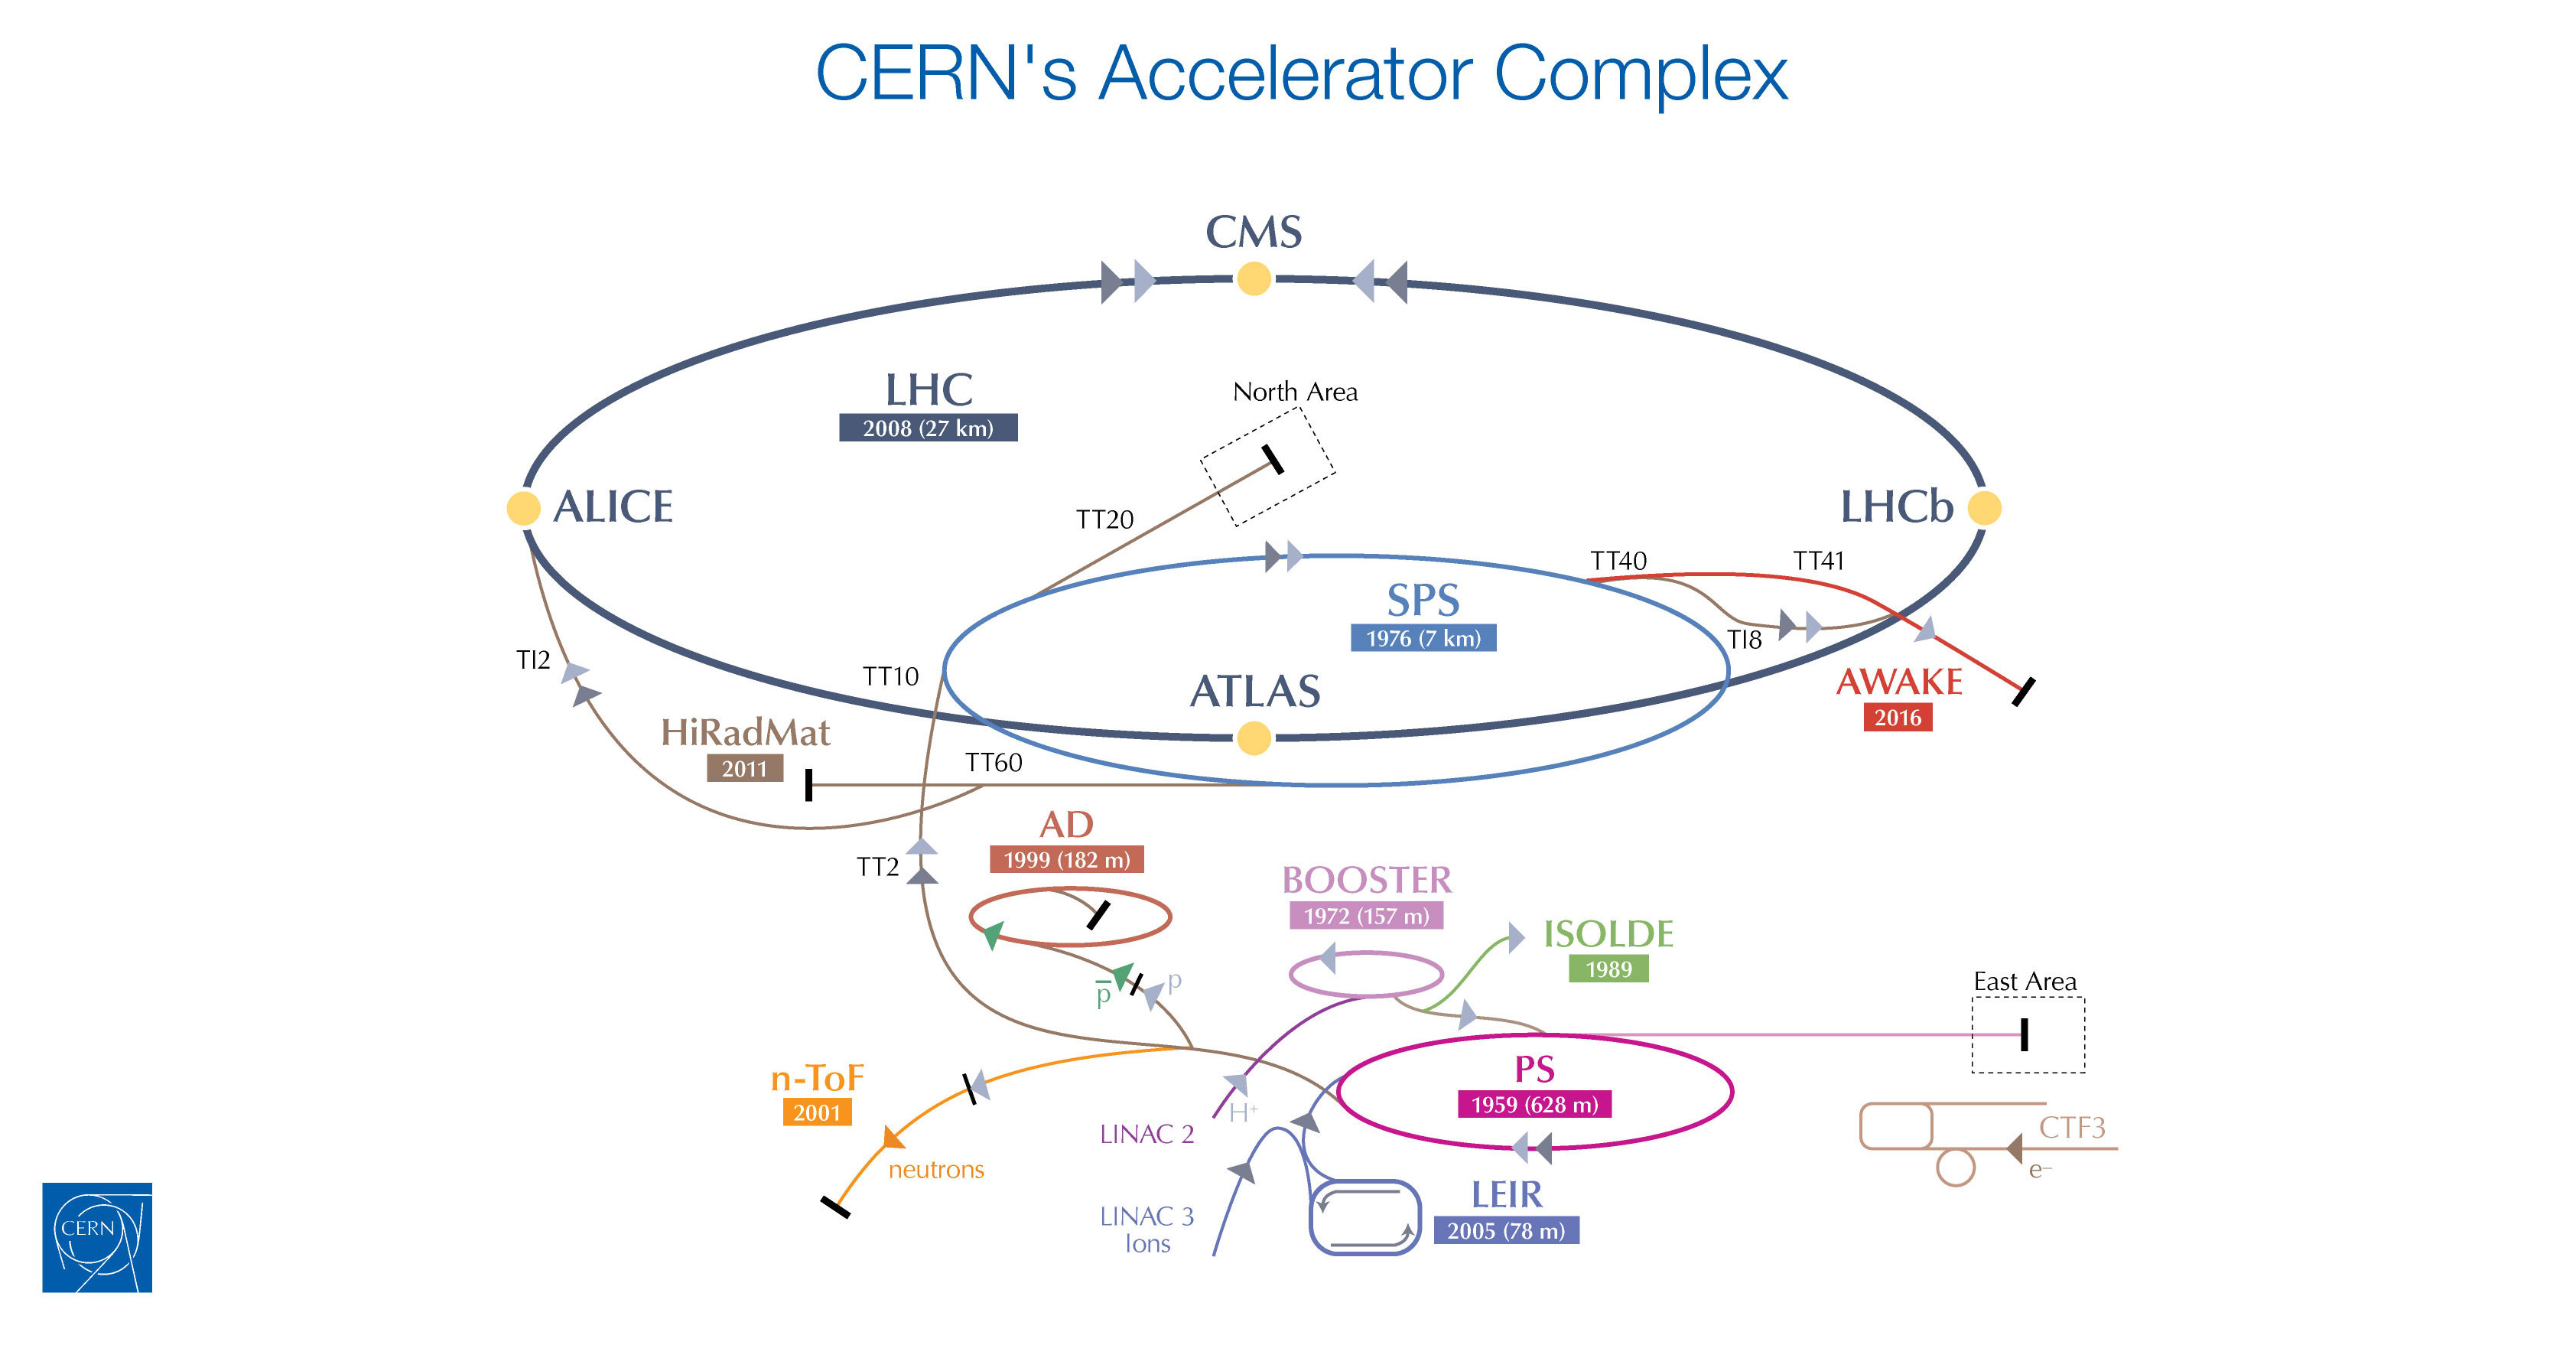 CERN's Accelerator Complex
CMS
LHC
2008 (27 km)
North Area
ALICE
LHCb
TT20
TT40
TT41
SPS
1976 (7 km)
TI8
TI2
TT10
ATLAS
AWAKE
2016
HiRadMat
2011
TT60
AD
1999 (182 m)
TT2
BOOSTER
1972 (157 m)
ISOLDE
1989
p
p̅
East Area
n-ToF
2001
neutrons
PS
1959 (628 m)
H⁺
LINAC 2
CTF3
e⁻
LINAC 3
Ions
LEIR
2005 (78 m)
CERN